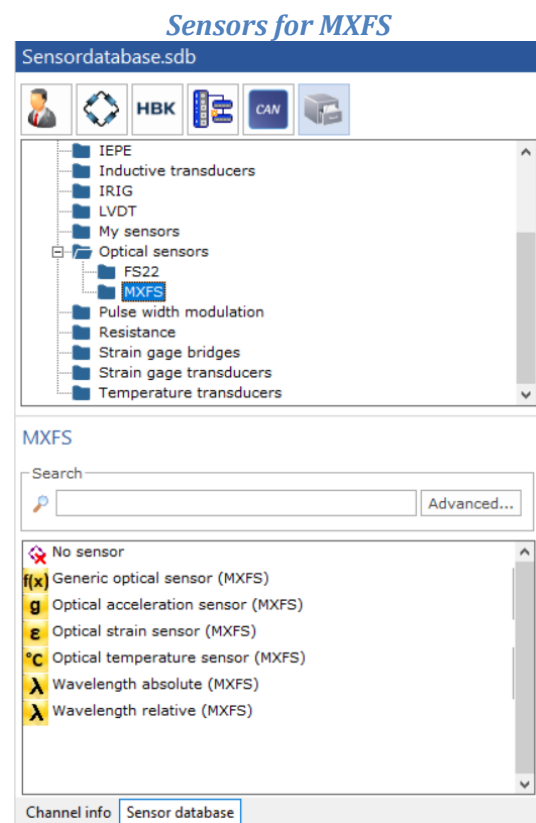 Sensors for MXFS
Sensordatabase.sdb
HBK CAN
IEPE
Inductive transducers
IRIG
LVDT
My sensors
Optical sensors
FS22
MXFS
Pulse width modulation
Resistance
Strain gage bridges
Strain gage transducers
Temperature transducers
MXFS
Search
Advanced...
No sensor
f(x) Generic optical sensor (MXFS)
g Optical acceleration sensor (MXFS)
ε Optical strain sensor (MXFS)
°C Optical temperature sensor (MXFS)
λ Wavelength absolute (MXFS)
λ Wavelength relative (MXFS)
Channel info Sensor database